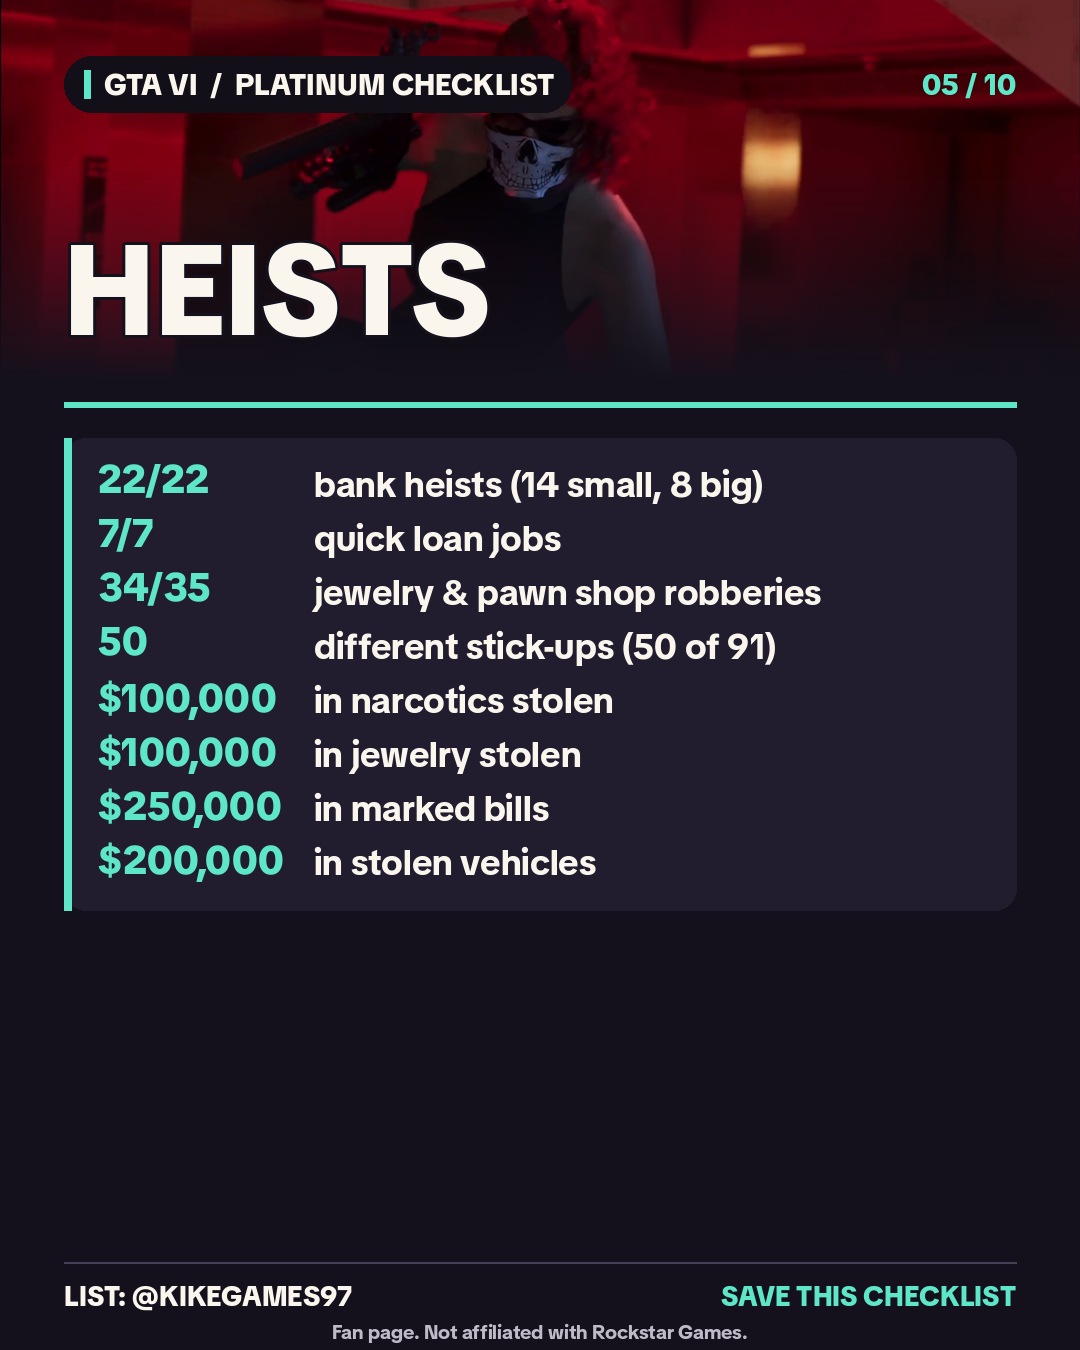 GTA VI / PLATINUM CHECKLIST
05 / 10
HEISTS
22/22 bank heists (14 small, 8 big)
7/7 quick loan jobs
34/35 jewelry & pawn shop robberies
50 different stick-ups (50 of 91)
$100,000 in narcotics stolen
$100,000 in jewelry stolen
$250,000 in marked bills
$200,000 in stolen vehicles
LIST: @KIKEGAMES97
SAVE THIS CHECKLIST
Fan page. Not affiliated with Rockstar Games.